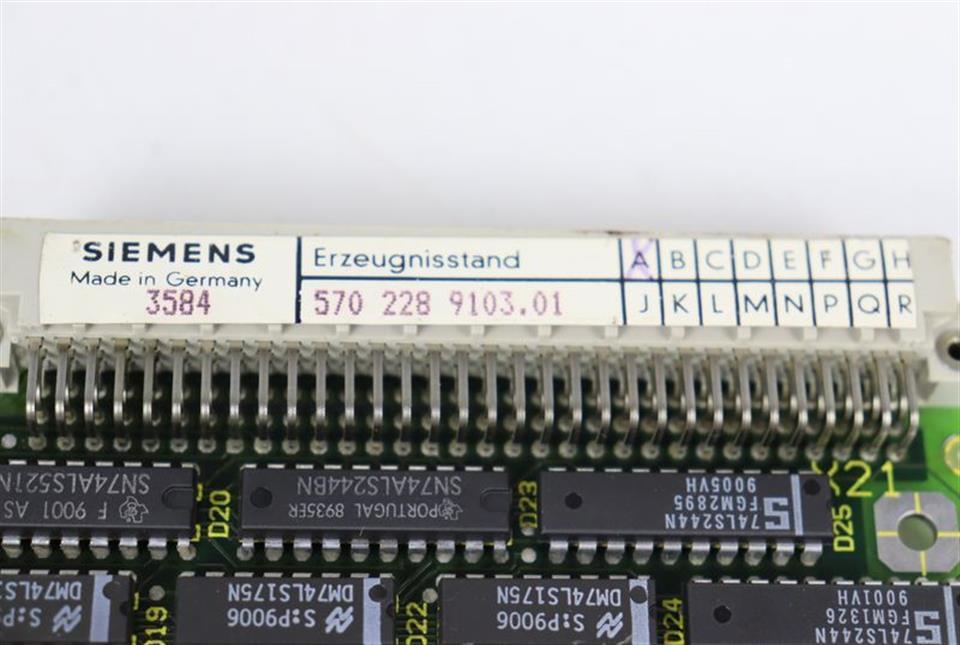 SIEMENS
Made in Germany
3584
Erzeugnisstand
570 228 9103.01
A B C D E F G H
J K L M N P Q R
SN74ALS521N
F 9001 AS
D20
SN74ALS244BN
PORTUGAL 8935ER
D23
9005VH
FGM2895
74LS244N
S
D25
X21
D19
DM74LS175N
S:P9006
D22
DM74LS175N
S:P9006
D24
9001VH
FGM1326
74LS244N
S